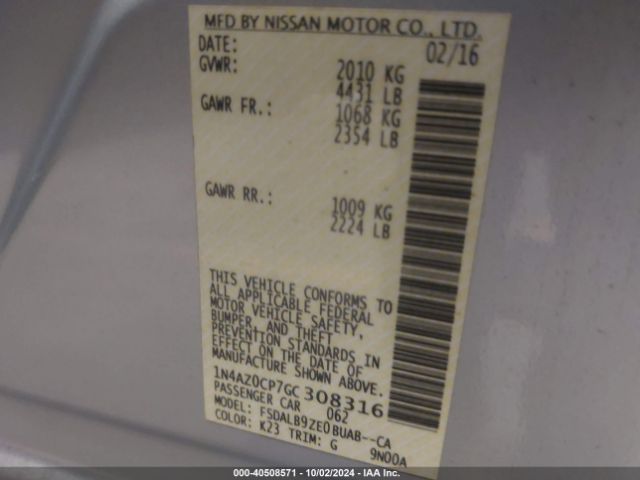 MFD BY NISSAN MOTOR CO., LTD.
DATE: 02/16
GVWR: 2010 KG
4431 LB
GAWR FR.: 1068 KG
2354 LB
GAWR RR.: 1009 KG
2224 LB
THIS VEHICLE CONFORMS TO
ALL APPLICABLE FEDERAL
MOTOR VEHICLE SAFETY,
BUMPER, AND THEFT
PREVENTION STANDARDS IN
EFFECT ON THE DATE OF
MANUFACTURE SHOWN ABOVE.
1N4AZ0CP7GC308316
PASSENGER CAR 062
MODEL: FSDALB9ZE0BUAB--CA
COLOR: K23 TRIM: G 9N00A
000-40508571 - 10/02/2024 - IAA Inc.